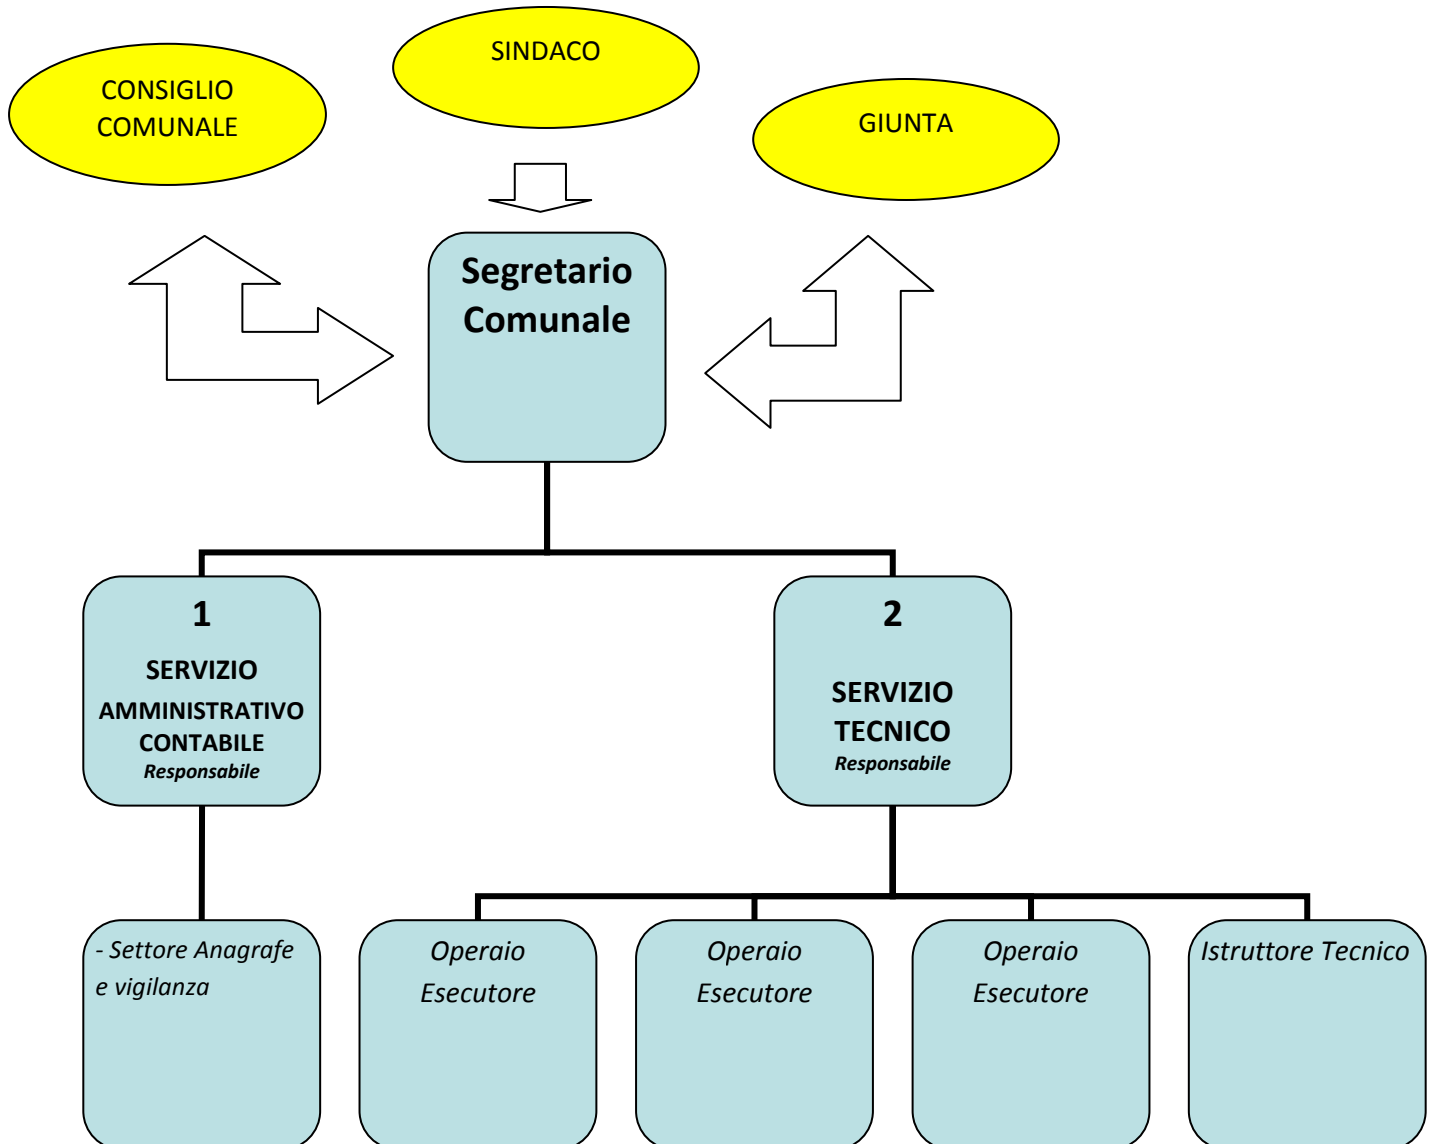 CONSIGLIO
COMUNALE
SINDACO
GIUNTA
Segretario
Comunale
1
SERVIZIO
AMMINISTRATIVO
CONTABILE
Responsabile
2
SERVIZIO
TECNICO
Responsabile
- Settore Anagrafe
e vigilanza
Operaio
Esecutore
Operaio
Esecutore
Operaio
Esecutore
Istruttore Tecnico